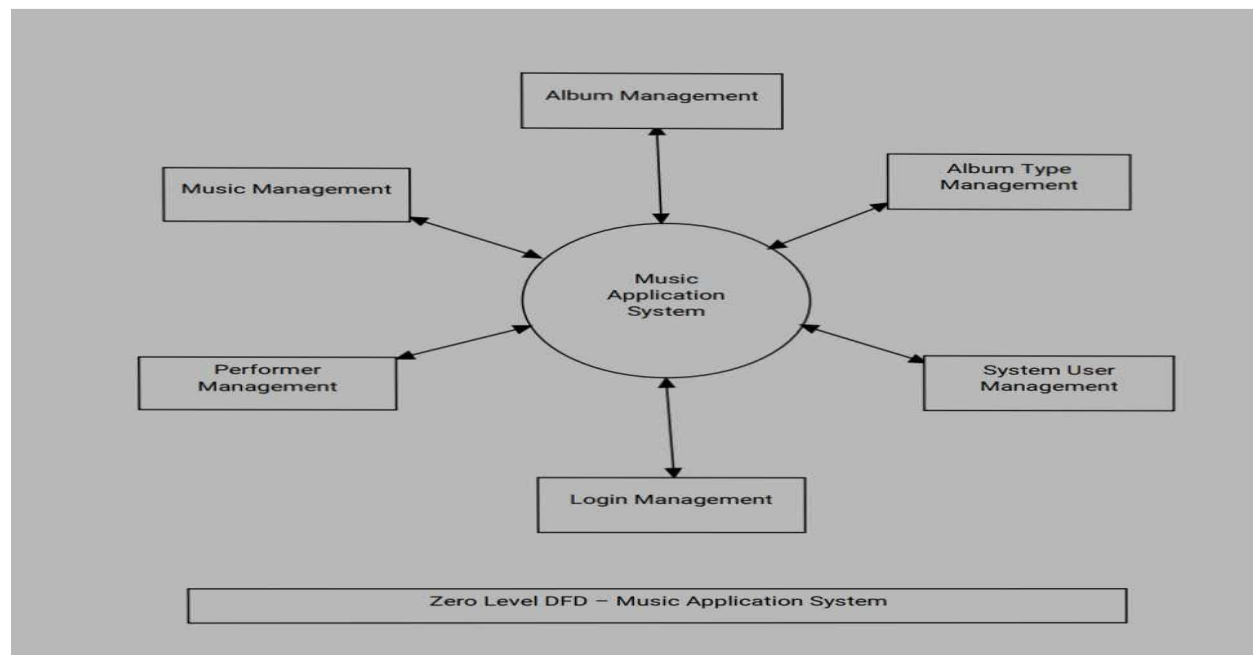 Album Management
Music Management
Album Type
Management
Music
Application
System
Performer
Management
System User
Management
Login Management
Zero Level DFD – Music Application System